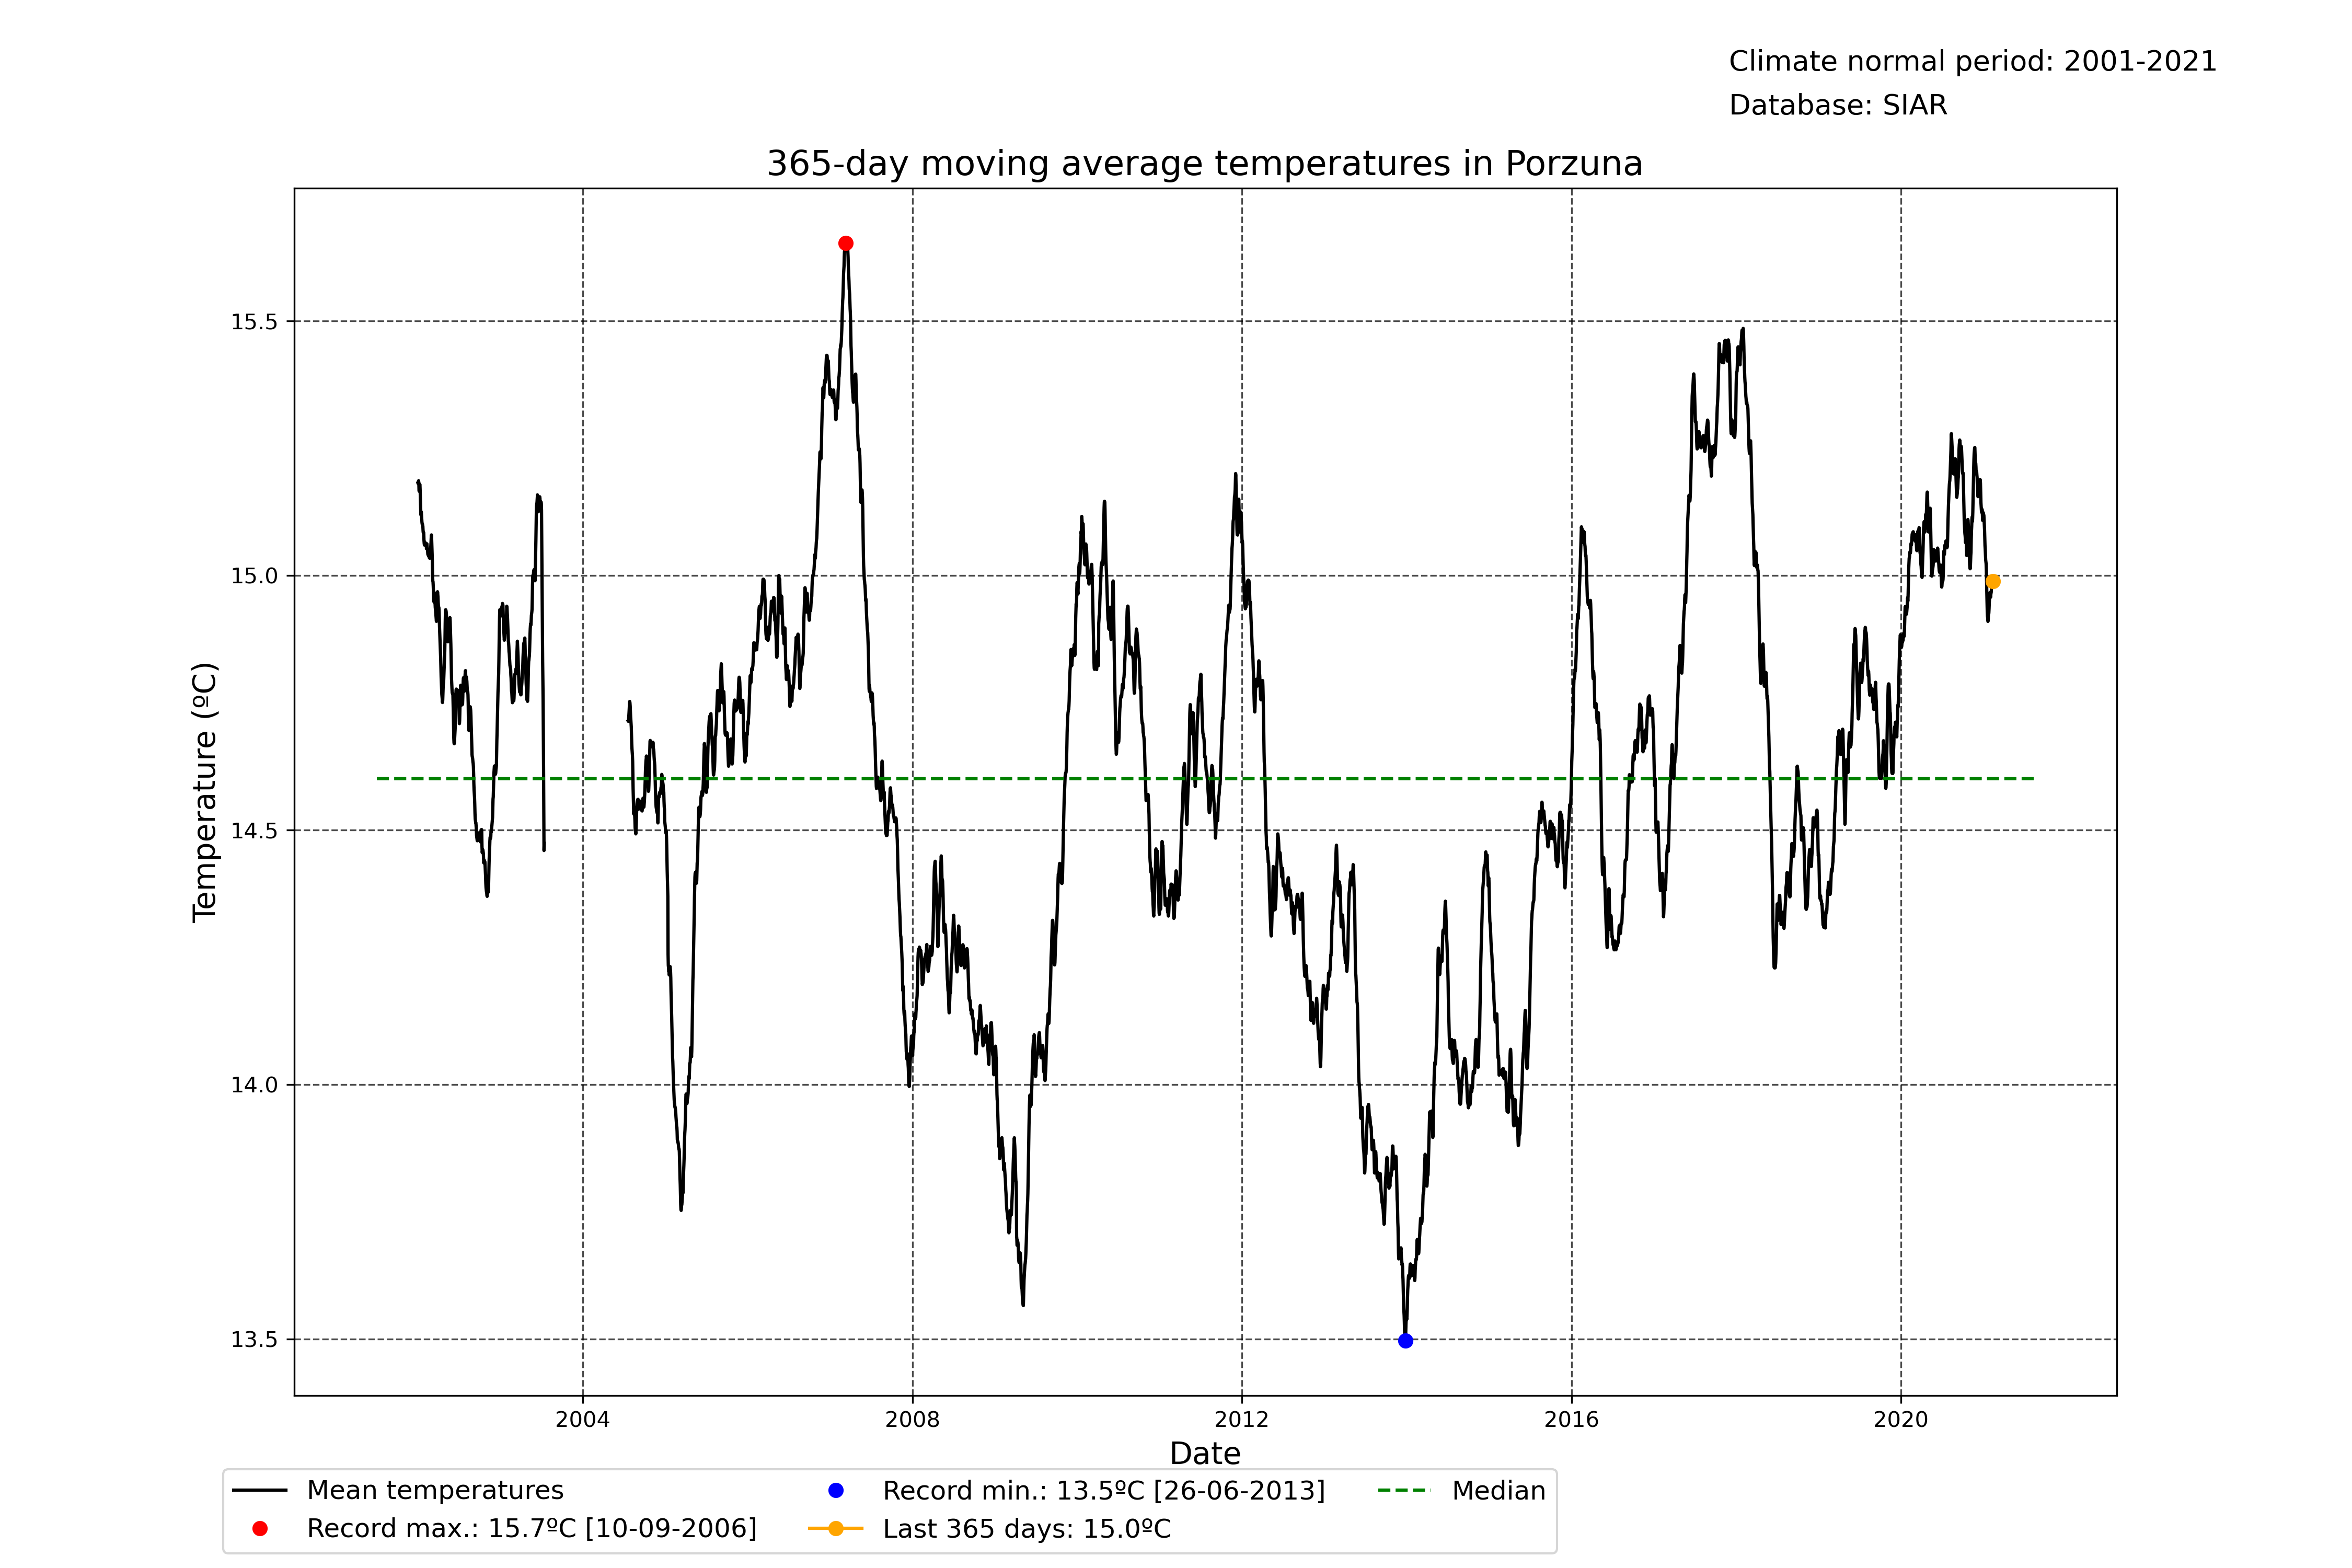 Climate normal period: 2001-2021
Database: SIAR
365-day moving average temperatures in Porzuna
Temperature (ºC)
15.5
15.0
14.5
14.0
13.5
2004
2008
2012
2016
2020
Date
Mean temperatures
Record max.: 15.7ºC [10-09-2006]
Record min.: 13.5ºC [26-06-2013]
Last 365 days: 15.0ºC
Median